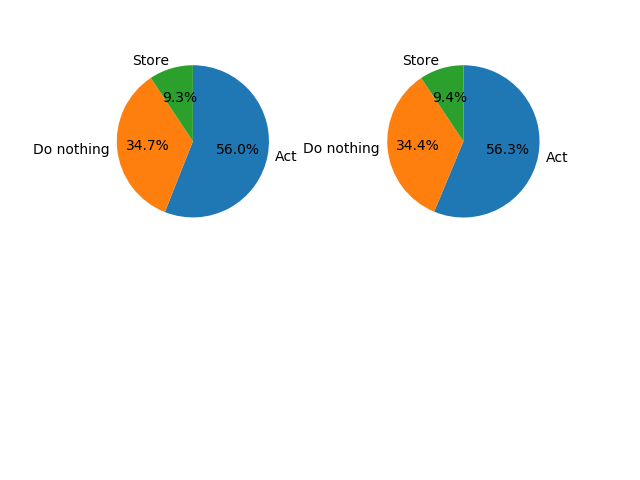 Store
9.3%
Do nothing
34.7%
56.0%
Act
Store
9.4%
Do nothing
34.4%
56.3%
Act